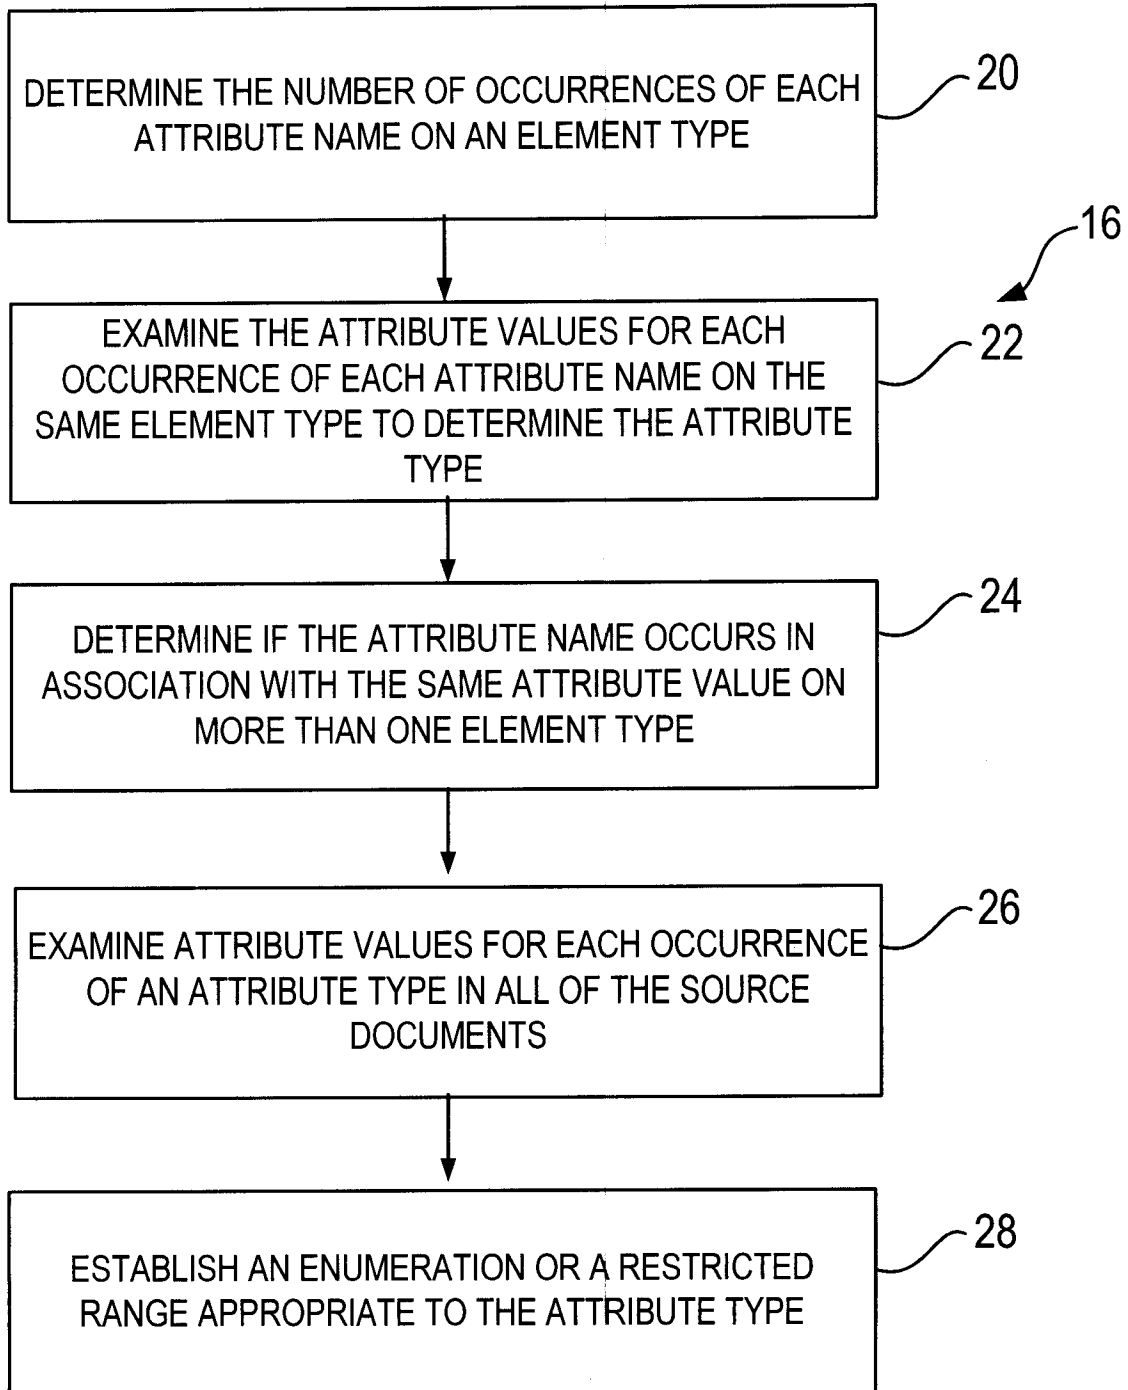 DETERMINE THE NUMBER OF OCCURRENCES OF EACH
ATTRIBUTE NAME ON AN ELEMENT TYPE
20
16
EXAMINE THE ATTRIBUTE VALUES FOR EACH
OCCURRENCE OF EACH ATTRIBUTE NAME ON THE
SAME ELEMENT TYPE TO DETERMINE THE ATTRIBUTE
TYPE
22
DETERMINE IF THE ATTRIBUTE NAME OCCURS IN
ASSOCIATION WITH THE SAME ATTRIBUTE VALUE ON
MORE THAN ONE ELEMENT TYPE
24
EXAMINE ATTRIBUTE VALUES FOR EACH OCCURRENCE
OF AN ATTRIBUTE TYPE IN ALL OF THE SOURCE
DOCUMENTS
26
ESTABLISH AN ENUMERATION OR A RESTRICTED
RANGE APPROPRIATE TO THE ATTRIBUTE TYPE
28